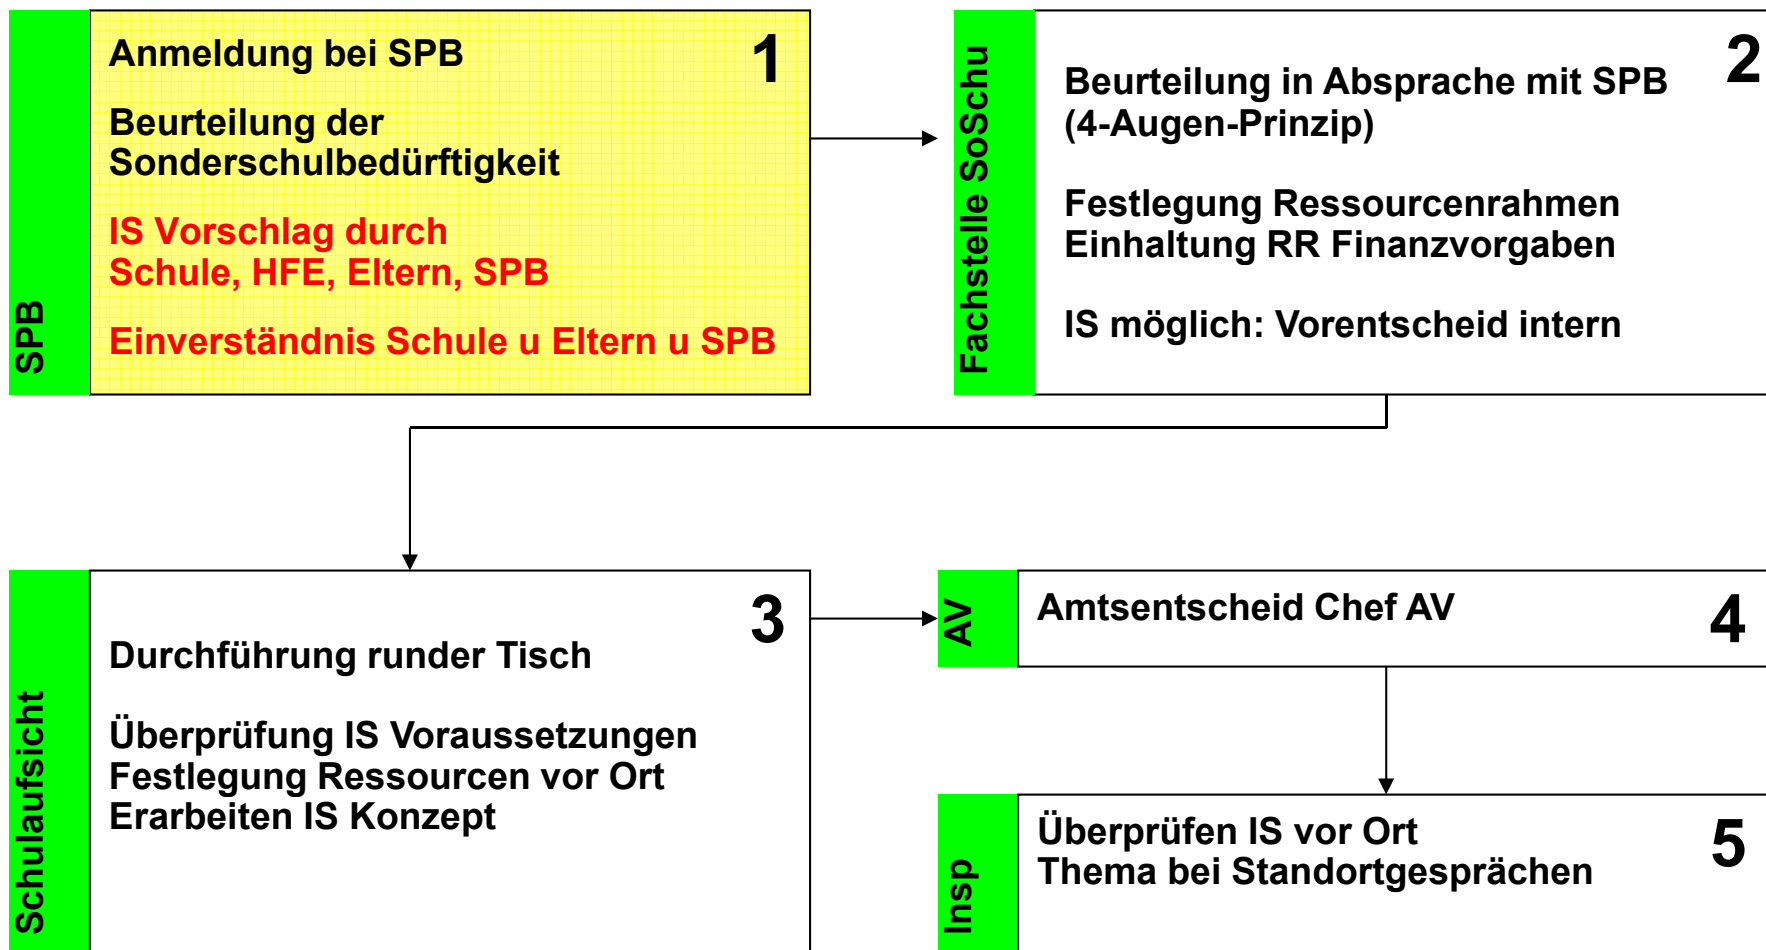 SPB
1
Anmeldung bei SPB
Beurteilung der
Sonderschulbedürftigkeit
IS Vorschlag durch
Schule, HFE, Eltern, SPB
Einverständnis Schule u Eltern u SPB
Fachstelle SoSchu
2
Beurteilung in Absprache mit SPB
(4-Augen-Prinzip)
Festlegung Ressourcenrahmen
Einhaltung RR Finanzvorgaben
IS möglich: Vorentscheid intern
Schulaufsicht
3
Durchführung runder Tisch
Überprüfung IS Voraussetzungen
Festlegung Ressourcen vor Ort
Erarbeiten IS Konzept
AV
Amtsentscheid Chef AV
4
Insp
Überprüfen IS vor Ort
Thema bei Standortgesprächen
5